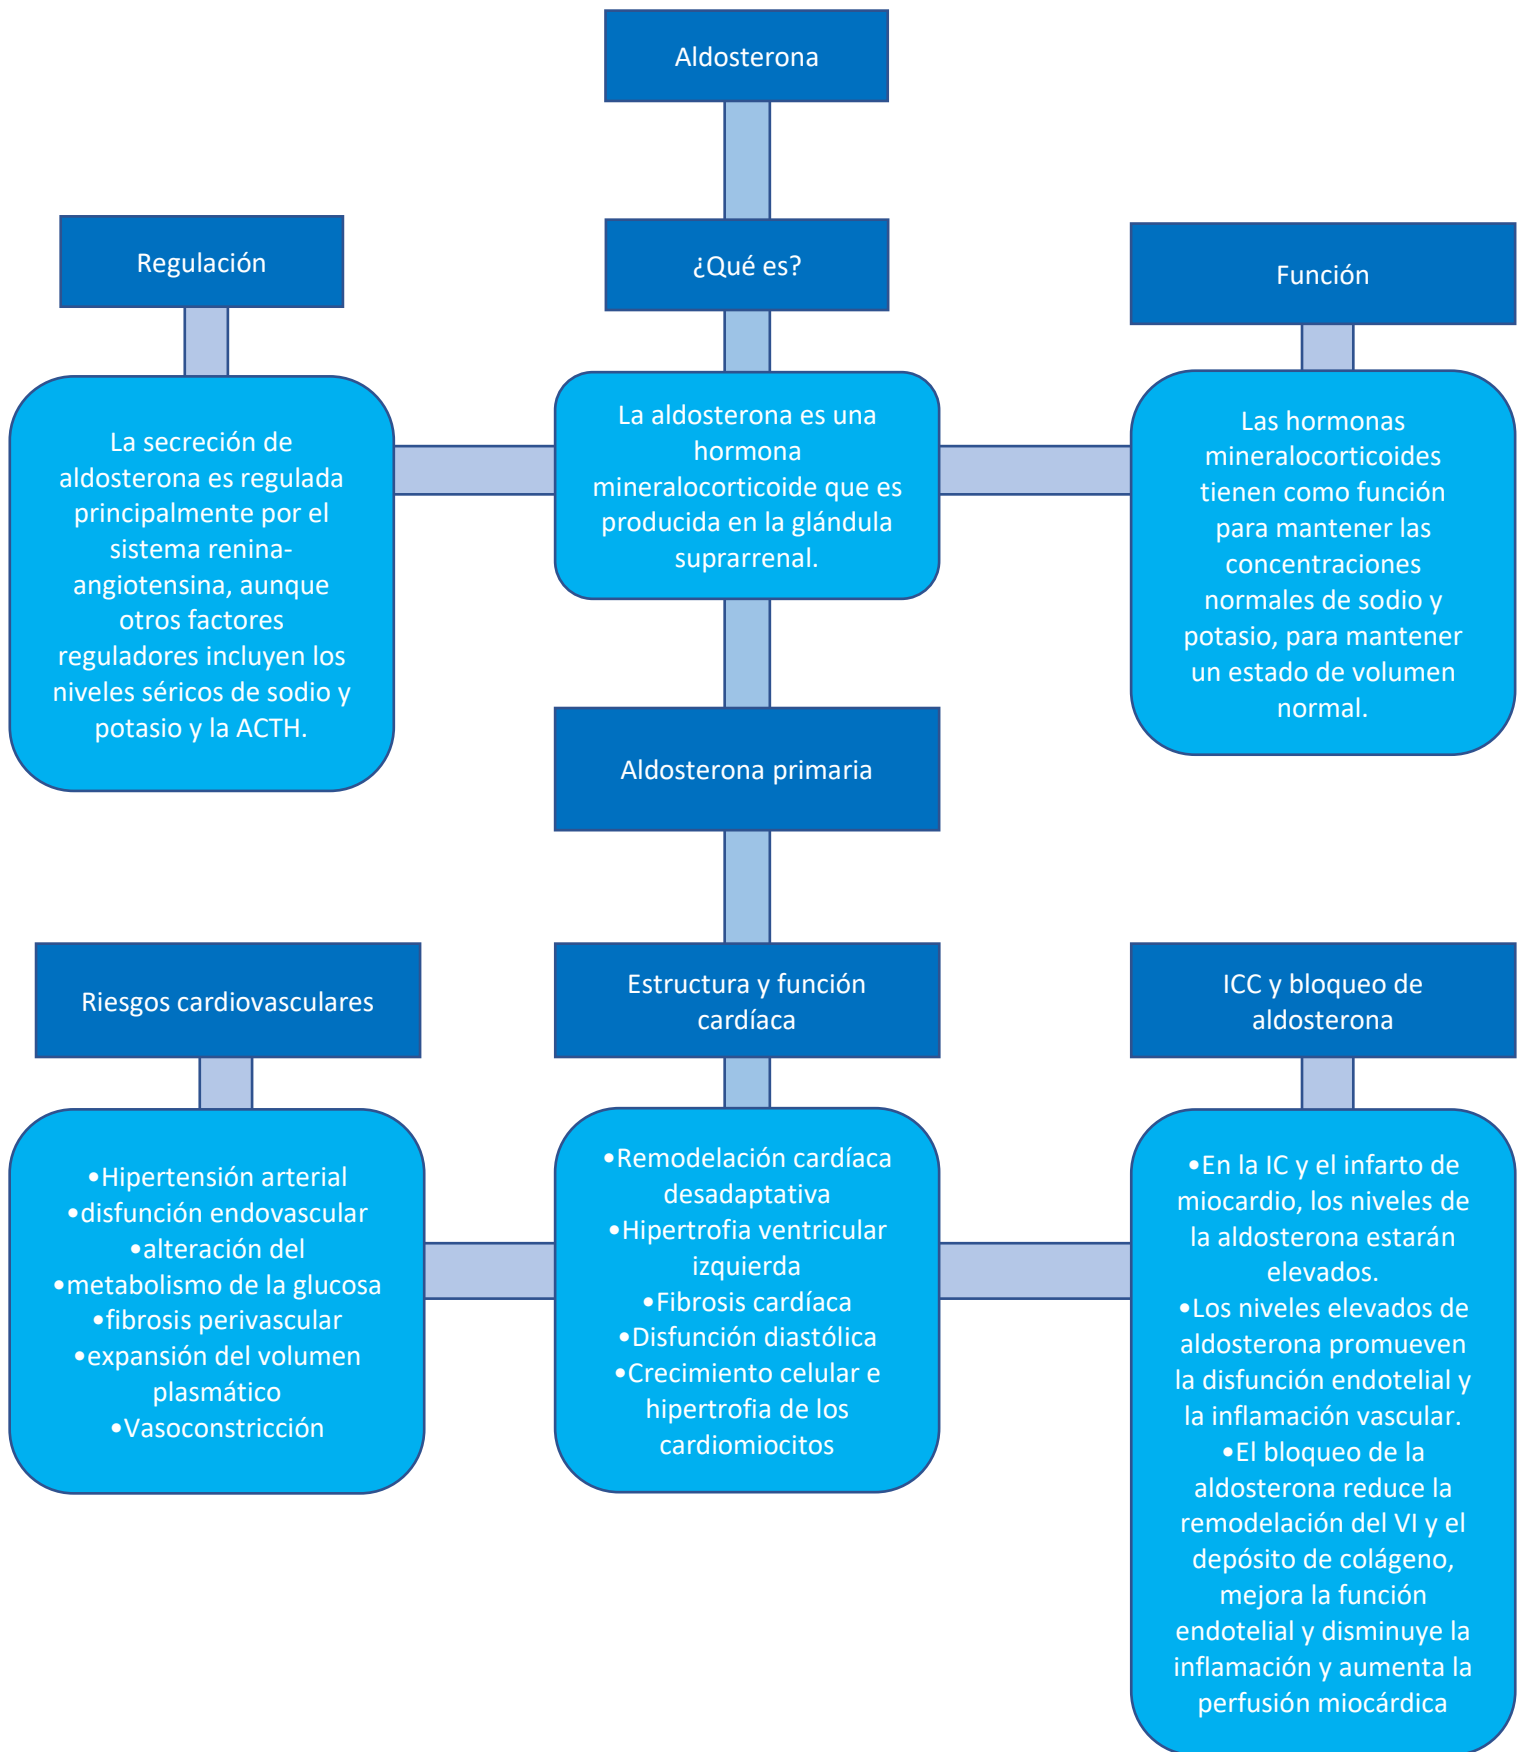 Aldosterona
Regulación
¿Qué es?
Función
La secreción de
aldosterona es regulada
principalmente por el
sistema renina-
angiotensina, aunque
otros factores
reguladores incluyen los
niveles séricos de sodio y
potasio y la ACTH.
La aldosterona es una
hormona
mineralocorticoide que es
producida en la glándula
suprarrenal.
Las hormonas
mineralocorticoides
tienen como función
para mantener las
concentraciones
normales de sodio y
potasio, para mantener
un estado de volumen
normal.
Aldosterona primaria
Riesgos cardiovasculares
Estructura y función
cardíaca
ICC y bloqueo de
aldosterona
•Hipertensión arterial
•disfunción endovascular
•alteración del
•metabolismo de la glucosa
•fibrosis perivascular
•expansión del volumen
plasmático
•Vasoconstricción
•Remodelación cardíaca
desadaptativa
•Hipertrofia ventricular
izquierda
•Fibrosis cardíaca
•Disfunción diastólica
•Crecimiento celular e
hipertrofia de los
cardiomiocitos
•En la IC y el infarto de
miocardio, los niveles de
la aldosterona estarán
elevados.
•Los niveles elevados de
aldosterona promueven
la disfunción endotelial y
la inflamación vascular.
•El bloqueo de la
aldosterona reduce la
remodelación del VI y el
depósito de colágeno,
mejora la función
endotelial y disminuye la
inflamación y aumenta la
perfusión miocárdica